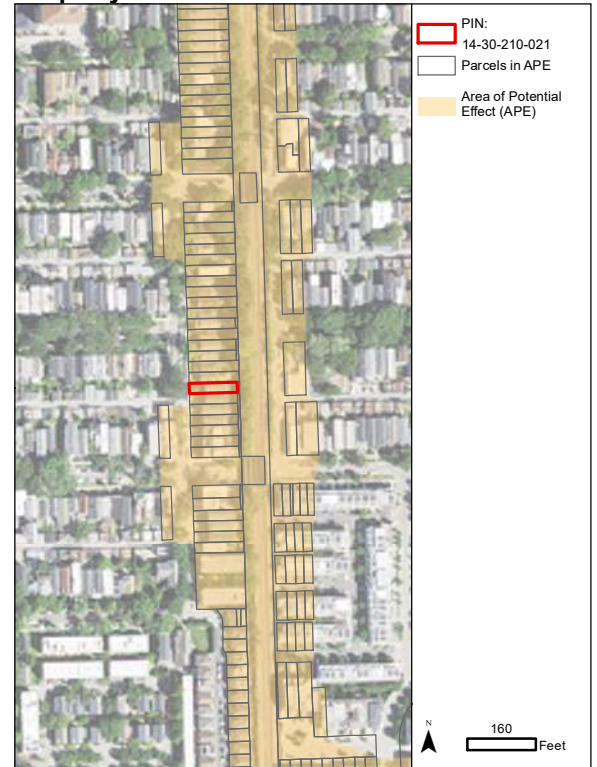 PIN:
14-30-210-021
Parcels in APE
Area of Potential
Effect (APE)
N
160
Feet